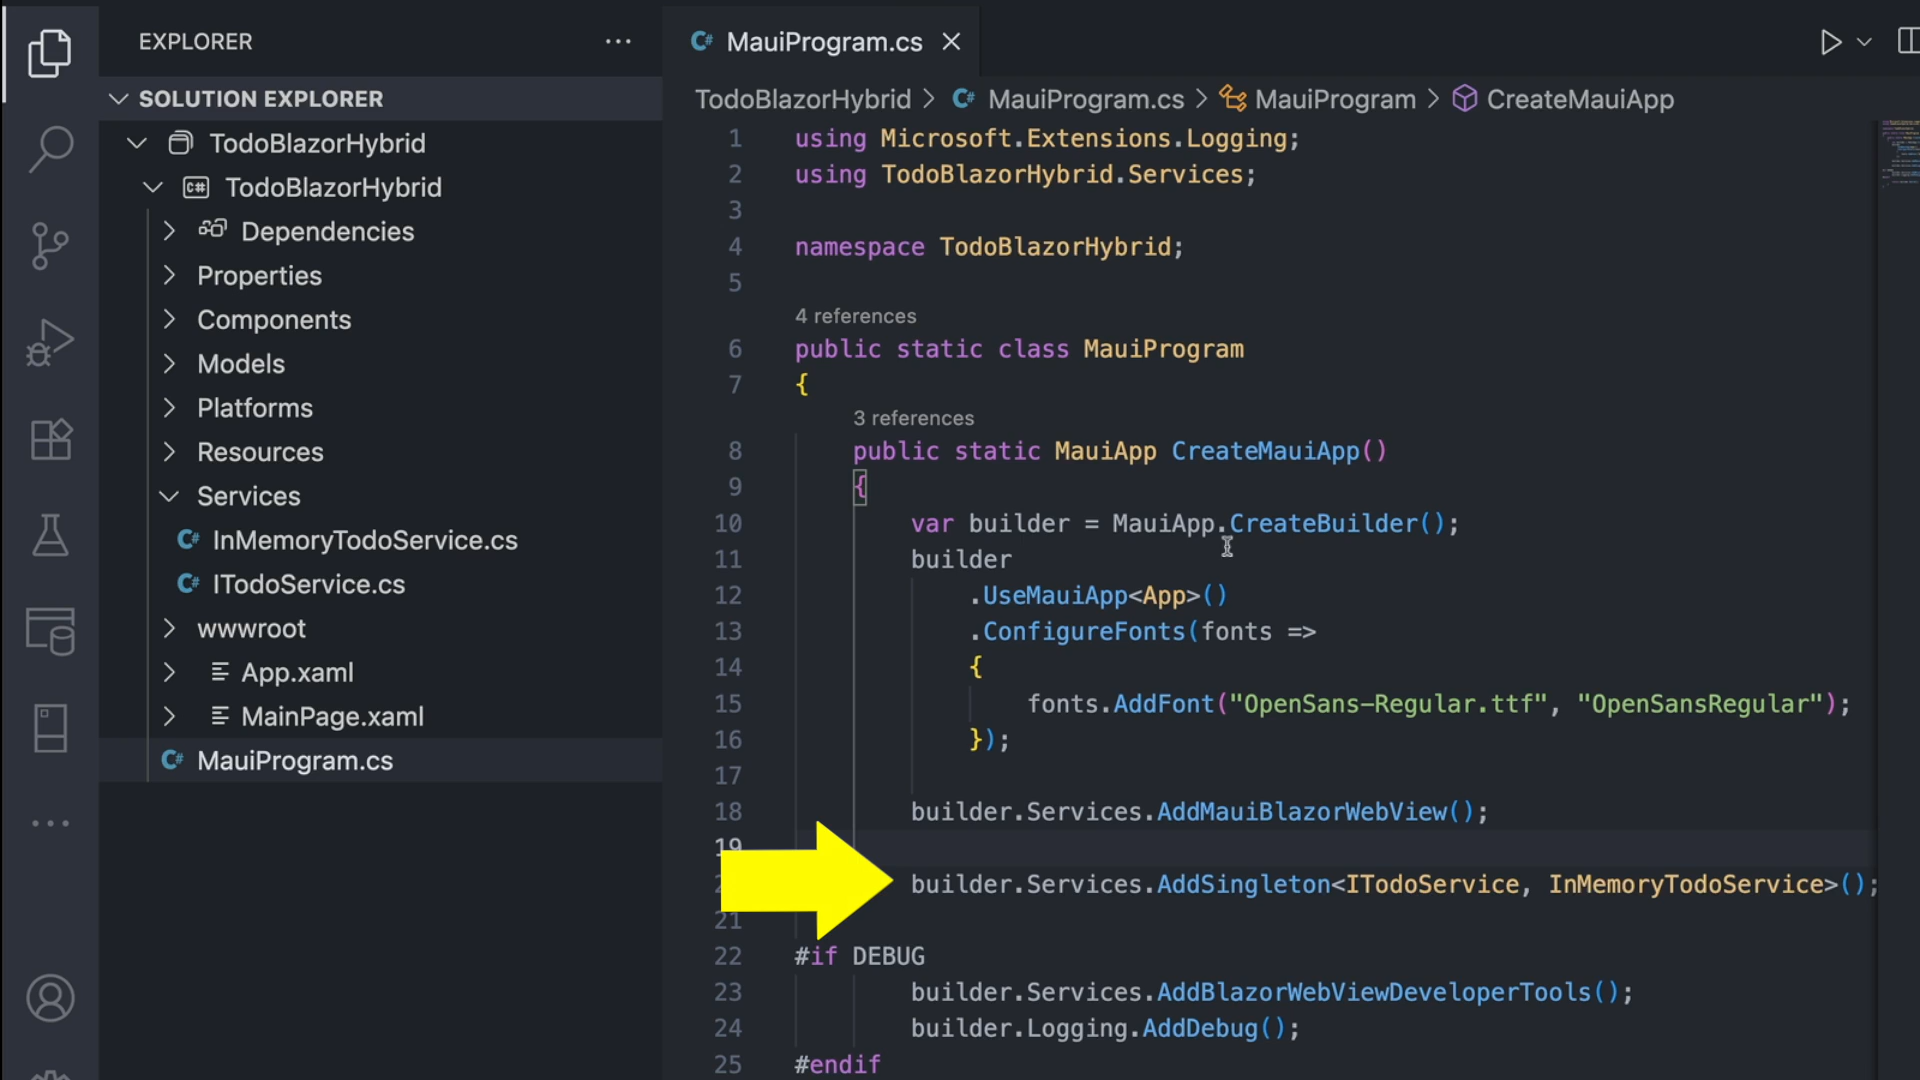 EXPLORER
SOLUTION EXPLORER
TodoBlazorHybrid
TodoBlazorHybrid
Dependencies
Properties
Components
Models
Platforms
Resources
Services
InMemoryTodoService.cs
ITodoService.cs
wwwroot
App.xaml
MainPage.xaml
MauiProgram.cs
MauiProgram.cs
TodoBlazorHybrid > MauiProgram.cs > MauiProgram > CreateMauiApp
1 using Microsoft.Extensions.Logging;
2 using TodoBlazorHybrid.Services;
3
4 namespace TodoBlazorHybrid;
5
4 references
6 public static class MauiProgram
7 {
3 references
8 public static MauiApp CreateMauiApp()
9 {
10 var builder = MauiApp.CreateBuilder();
11 builder
12 .UseMauiApp<App>()
13 .ConfigureFonts(fonts =>
14 {
15 fonts.AddFont("OpenSans-Regular.ttf", "OpenSansRegular");
16 });
17
18 builder.Services.AddMauiBlazorWebView();
19
builder.Services.AddSingleton<ITodoService, InMemoryTodoService>();
21
22 #if DEBUG
23 builder.Services.AddBlazorWebViewDeveloperTools();
24 builder.Logging.AddDebug();
25 #endif